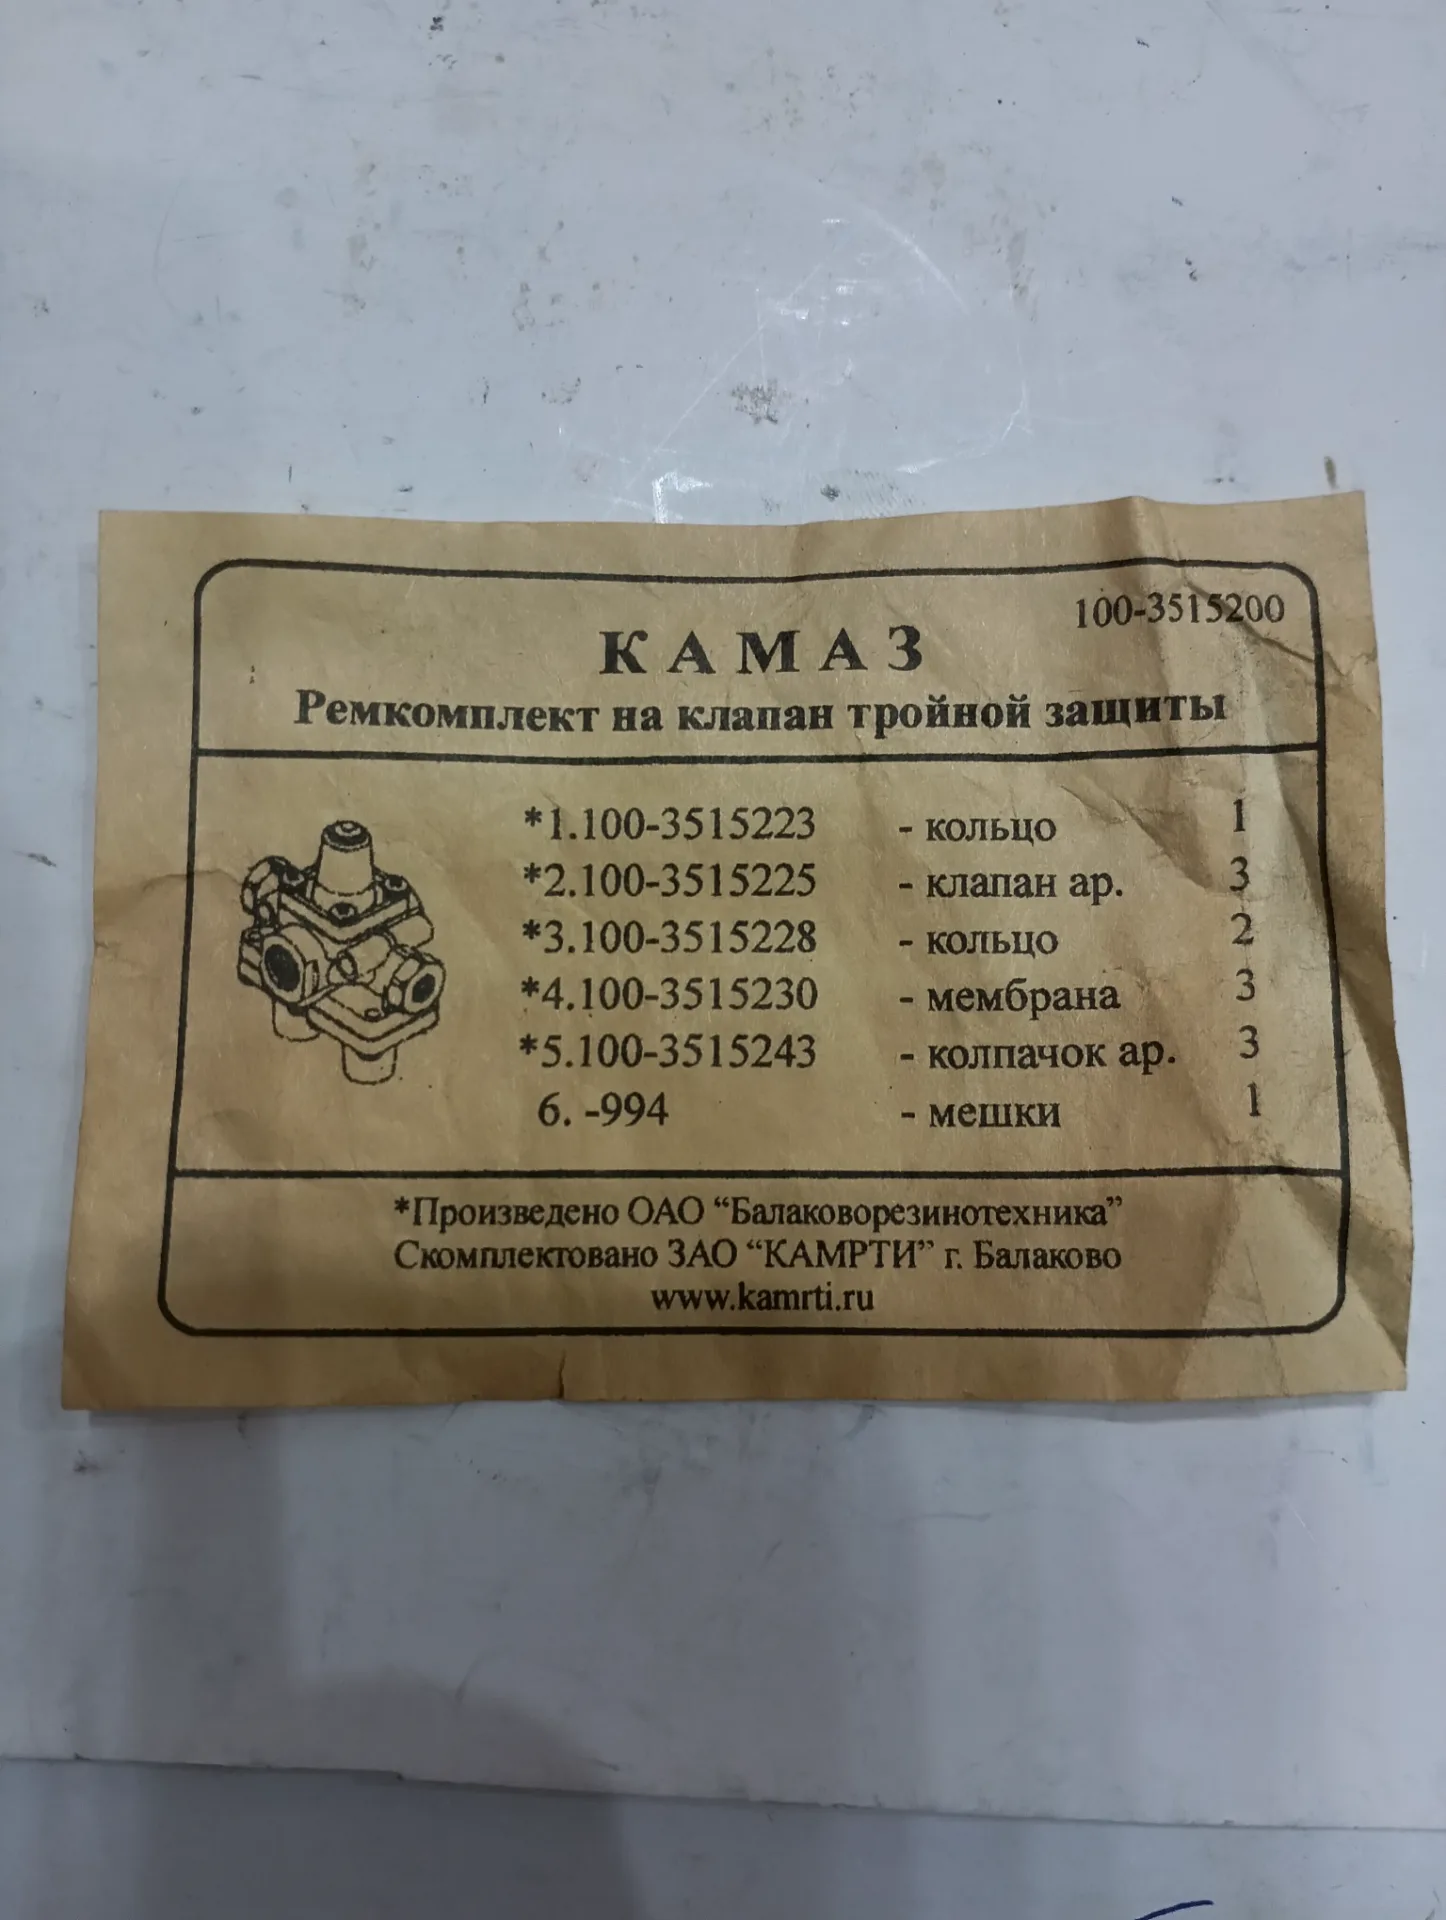 100-3515200
КАМАЗ
Ремкомплект на клапан тройной защиты
*1.100-3515223 - кольцо 1
*2.100-3515225 - клапан ар. 3
*3.100-3515228 - кольцо 2
*4.100-3515230 - мембрана 3
*5.100-3515243 - колпачок ар. 3
6. -994 - мешки 1
*Произведено ОАО “Балаковорезинотехника”
Скомплектовано ЗАО “КАМРТИ” г. Балаково
www.kamrti.ru